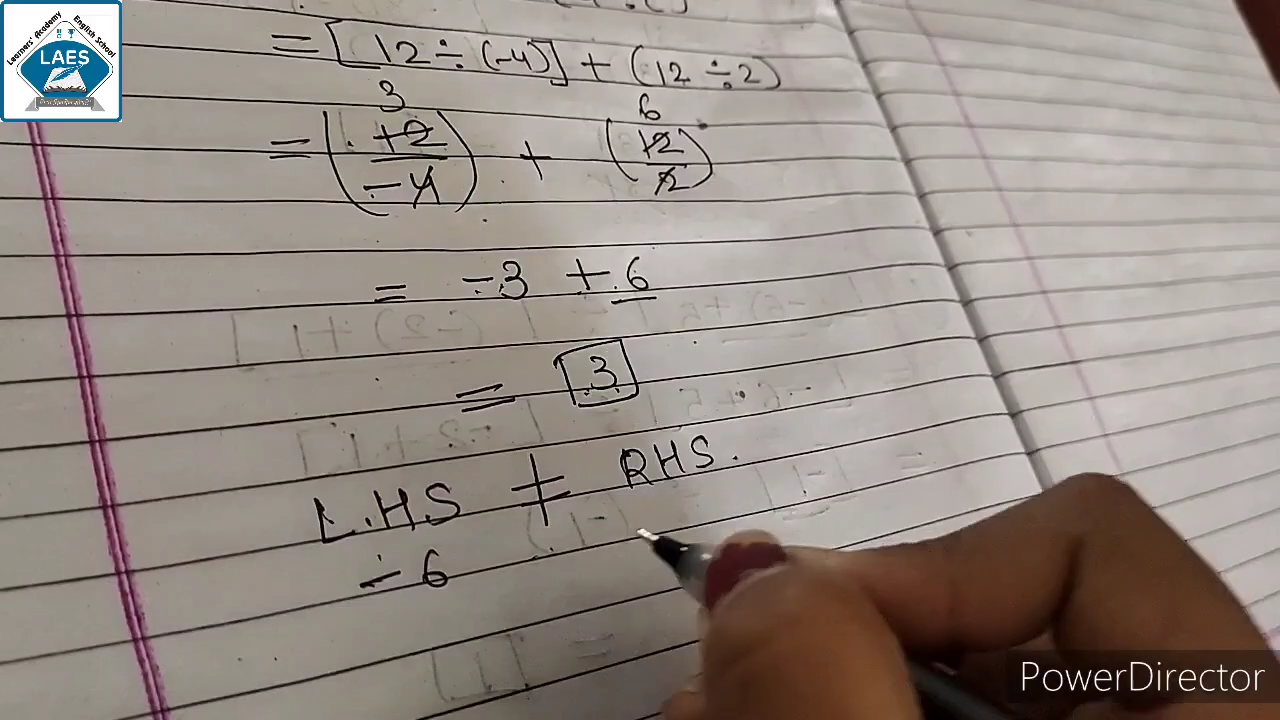 Learners' Academy English School
LAES
= [12 ÷ (-4)] + (12 ÷ 2)
3 6
= (12/-4) + (12/2)
= -3 + 6
= 3
L.H.S ≠ RHS.
-6
PowerDirector